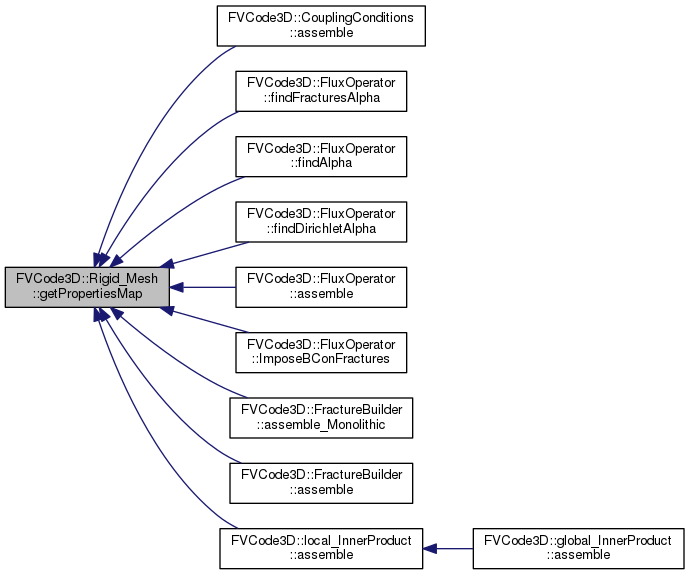 FVCode3D::CouplingConditions
::assemble
FVCode3D::FluxOperator
::findFracturesAlpha
FVCode3D::FluxOperator
::findAlpha
FVCode3D::FluxOperator
::findDirichletAlpha
FVCode3D::Rigid_Mesh
::getPropertiesMap
FVCode3D::FluxOperator
::assemble
FVCode3D::FluxOperator
::ImposeBConFractures
FVCode3D::FractureBuilder
::assemble_Monolithic
FVCode3D::FractureBuilder
::assemble
FVCode3D::local_InnerProduct
::assemble
FVCode3D::global_InnerProduct
::assemble